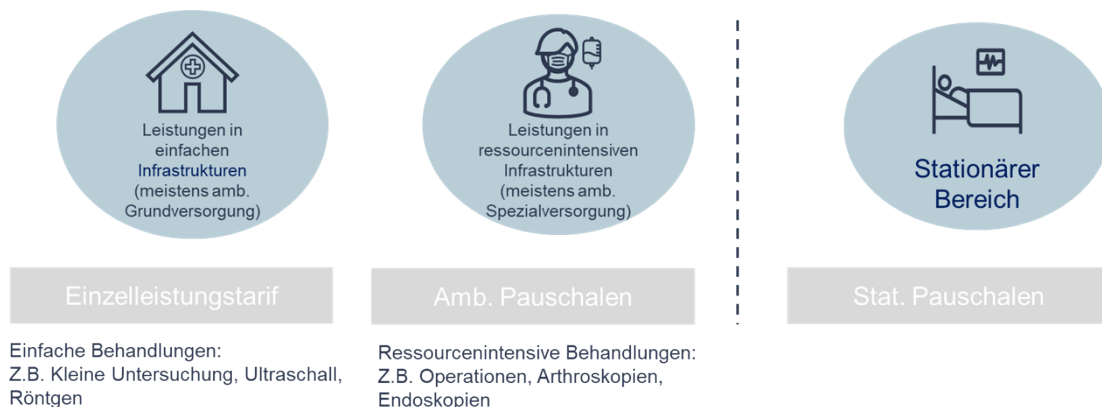 Leistungen in
einfachen
Infrastrukturen
(meistens amb.
Grundversorgung)
Leistungen in
ressourcenintensiven
Infrastrukturen
(meistens amb.
Spezialversorgung)
Stationärer
Bereich
Einzelleistungstarif
Amb. Pauschalen
Stat. Pauschalen
Einfache Behandlungen:
Z.B. Kleine Untersuchung, Ultraschall,
Röntgen
Ressourcenintensive Behandlungen:
Z.B. Operationen, Arthroskopien,
Endoskopien